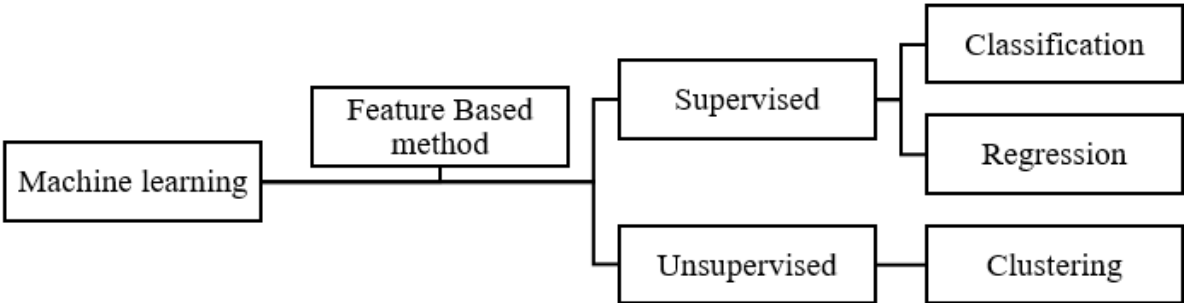 Machine learning
Feature Based
method
Supervised
Unsupervised
Classification
Regression
Clustering